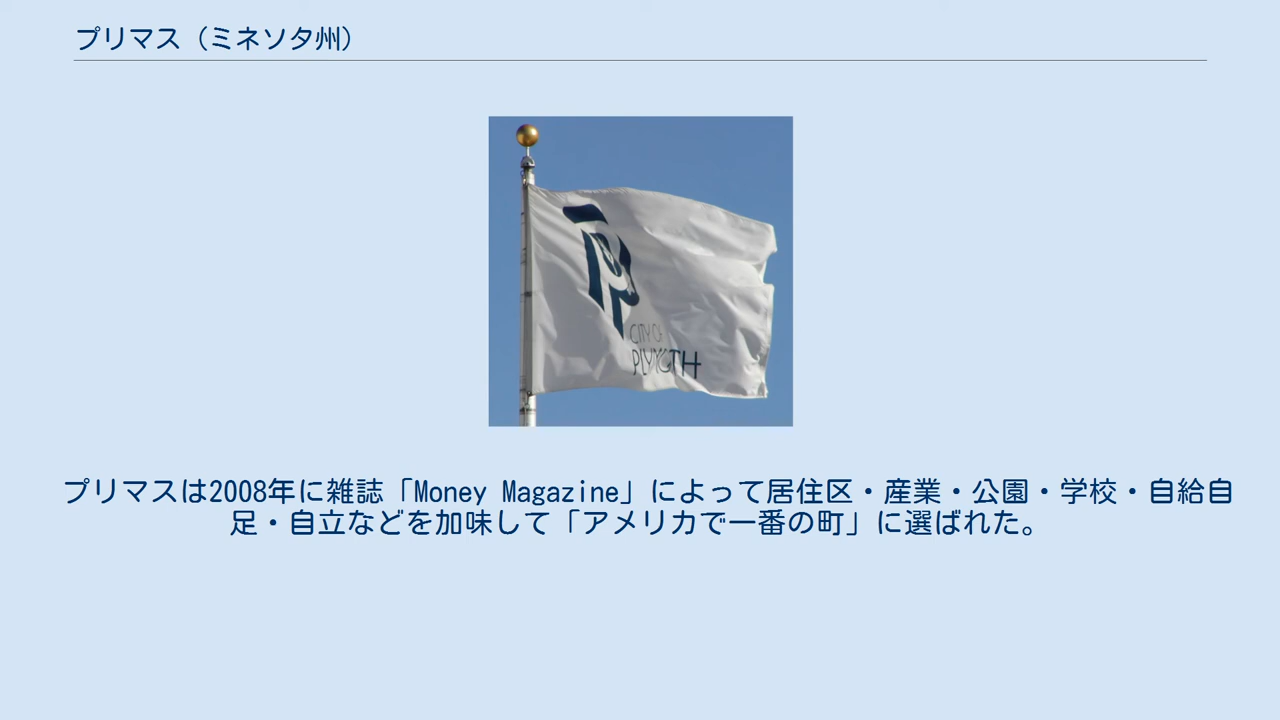 プリマス（ミネソタ州）
CITY OF
PLYMOTH
プリマスは2008年に雑誌「Money Magazine」によって居住区・産業・公園・学校・自給自
足・自立などを加味して「アメリカで一番の町」に選ばれた。